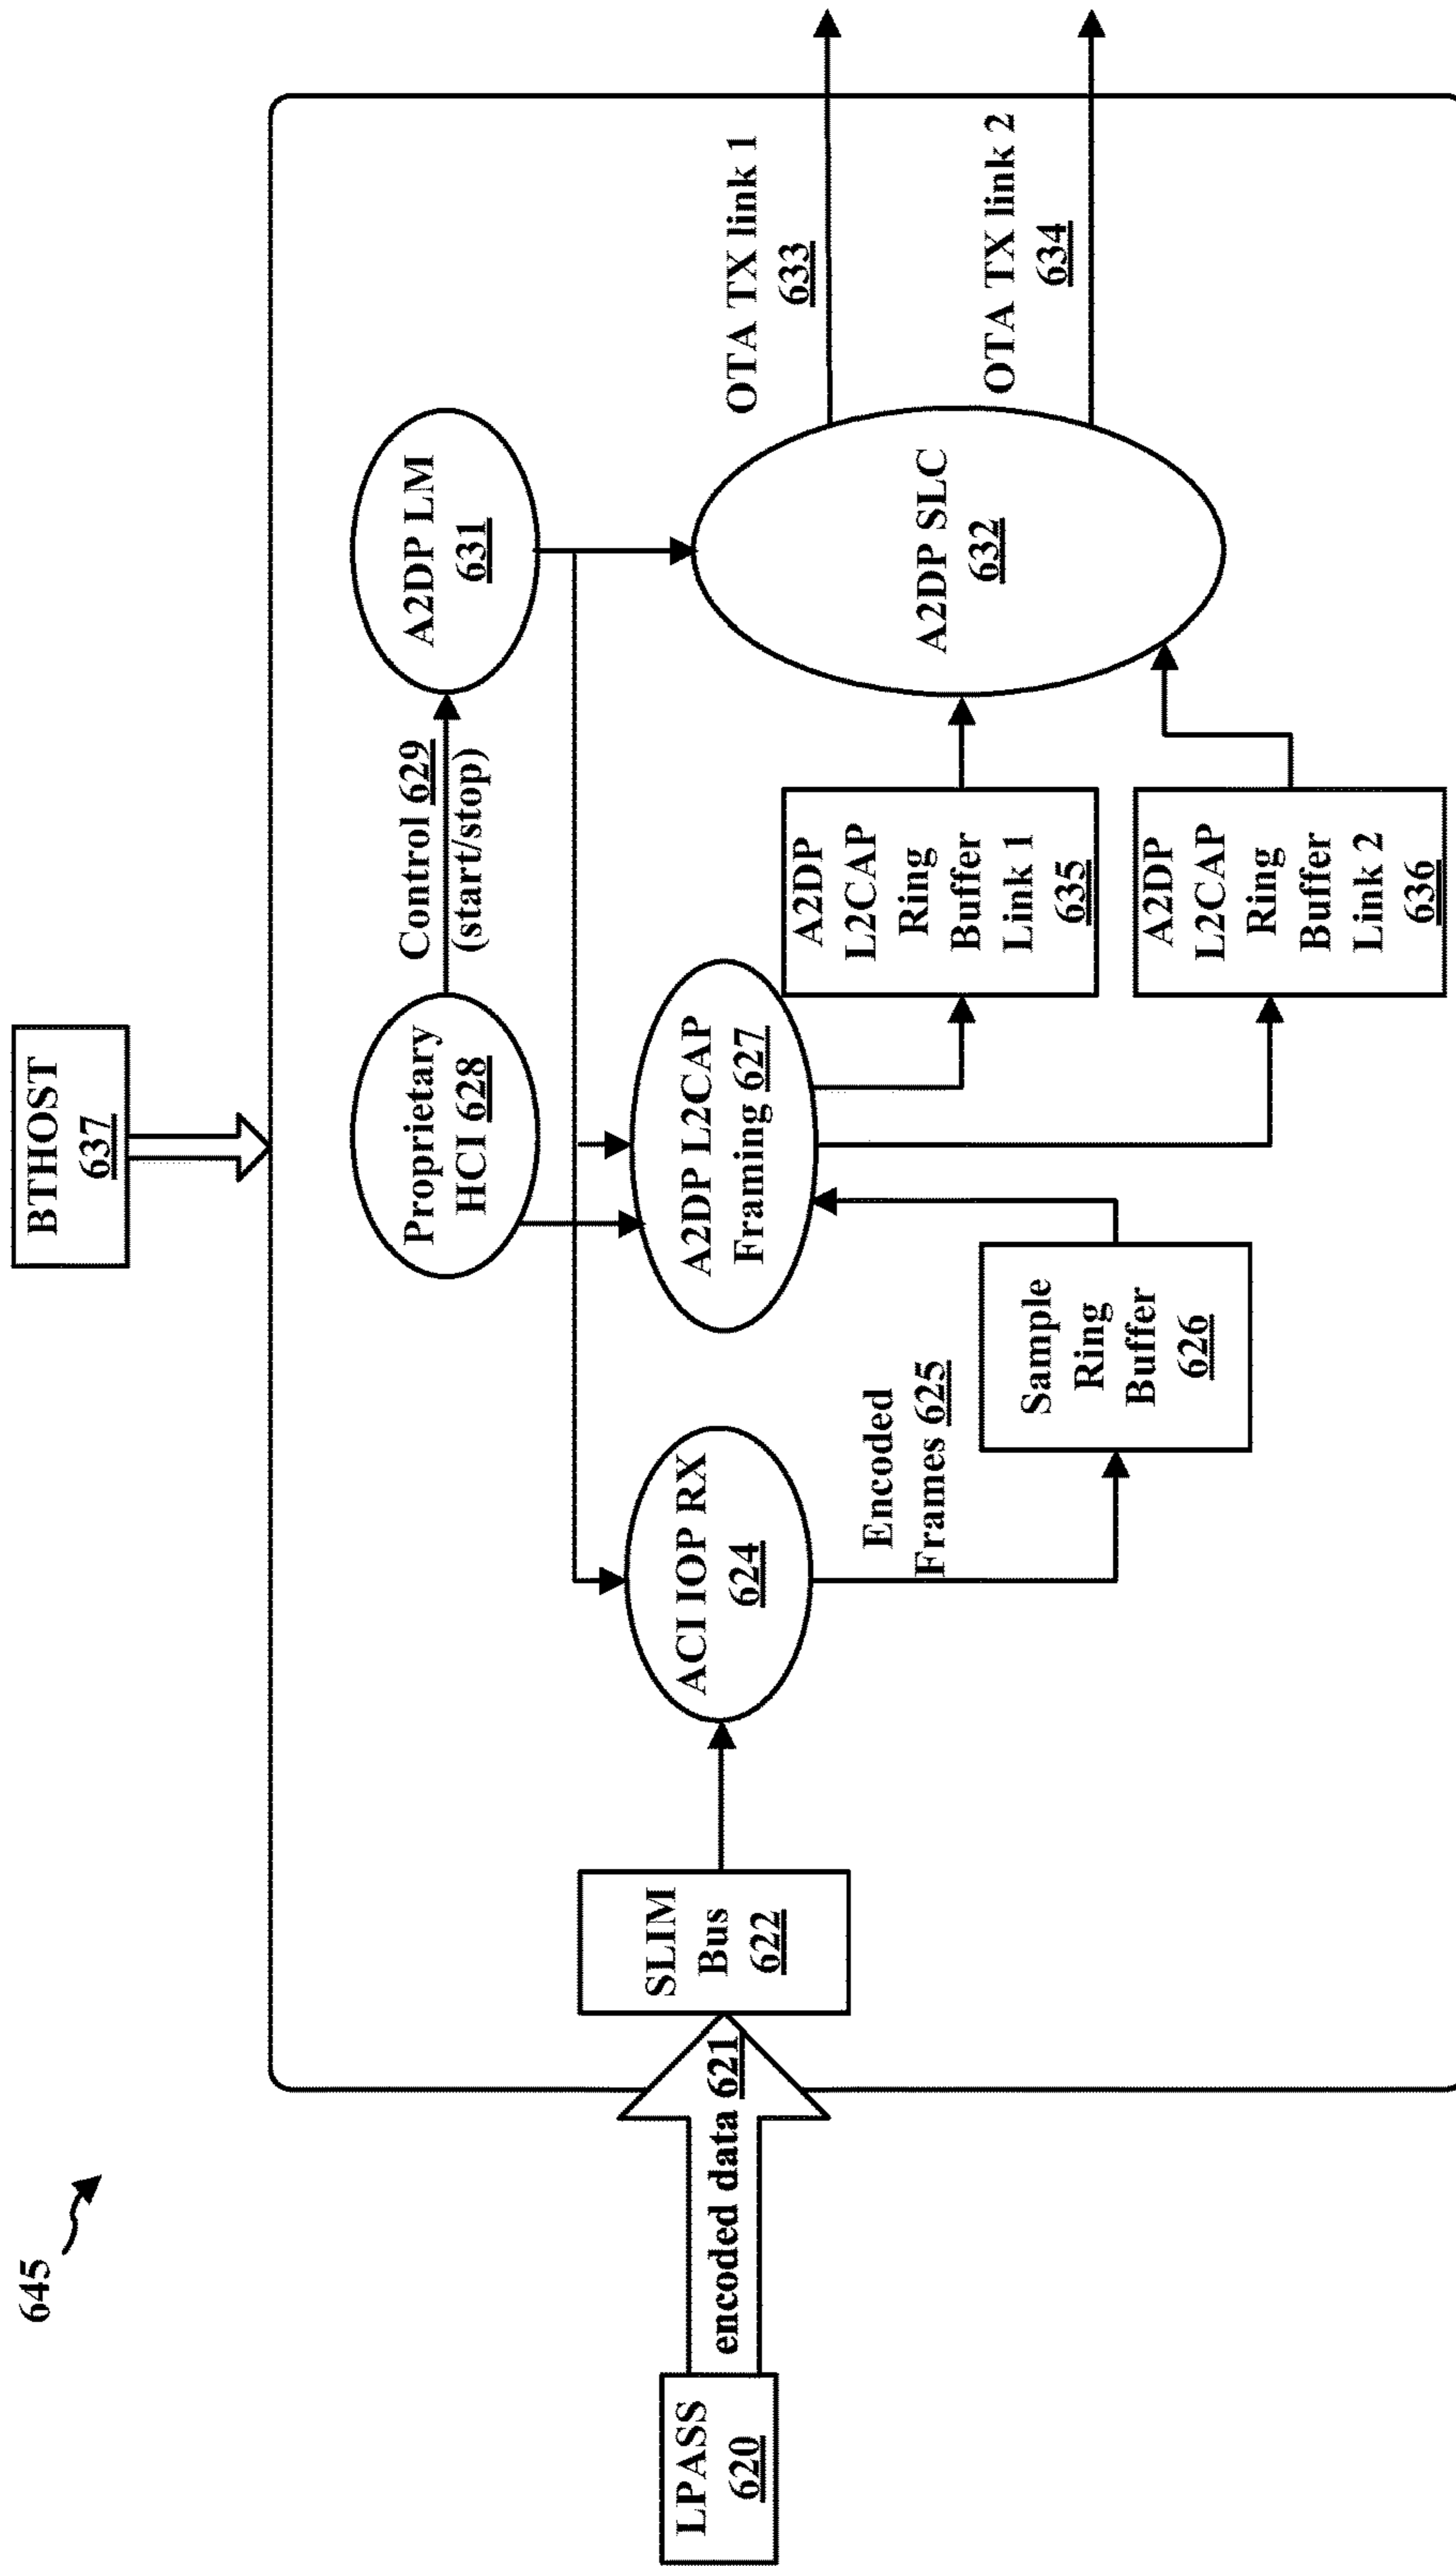 645
BTHOST
637
LPASS
620
encoded data 621
SLIM
Bus
622
ACI IOP RX
624
Encoded
Frames 625
Sample
Ring
Buffer
626
Proprietary
HCI 628
Control 629
(start/stop)
A2DP LM
631
A2DP L2CAP
Framing 627
A2DP
L2CAP
Ring
Buffer
Link 1
635
A2DP
L2CAP
Ring
Buffer
Link 2
636
A2DP SLC
632
OTA TX link 1
633
OTA TX link 2
634